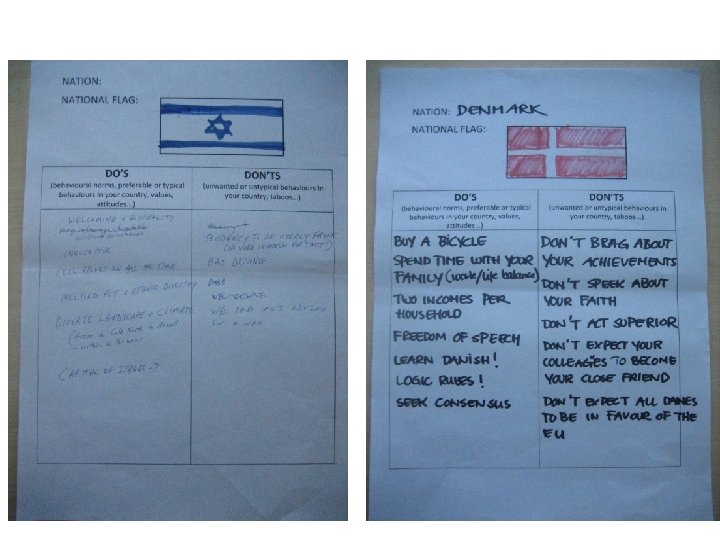 NATION:
NATIONAL FLAG:
DO'S
(behavioural norms, preferable or typical
behaviours in your country, values,
attitudes...)
DON'TS
(unwanted or untypical behaviours in
your country, taboos...)
WELCOMING + HOSPITALITY
INNOVATIVE
CELL PHONES ON ALL THE TIME
MELTING POT / ETHNIC DIVERSITY
DIVERSE LANDSCAPE + CLIMATE
CAPITAL OF ISRAEL - ?
TENDENCY TO BE OVERLY
BAD DRIVING
WE ARE NOT LIVING
NATION: DENMARK
NATIONAL FLAG:
DO'S
(behavioural norms, preferable or typical
behaviours in your country, values,
attitudes...)
DON'TS
(unwanted or untypical behaviours in
your country, taboos...)
BUY A BICYCLE
SPEND TIME WITH YOUR
FAMILY (work/life balance)
TWO INCOMES PER
HOUSEHOLD
FREEDOM OF SPEECH
LEARN DANISH!
LOGIC RULES!
SEEK CONSENSUS
DON'T BRAG ABOUT
YOUR ACHIEVEMENTS
DON'T SPEEK ABOUT
YOUR FAITH
DON'T ACT SUPERIOR
DON'T EXPECT YOUR
COLLEAGIES TO BECOME
YOUR CLOSE FRIEND
DON'T EXPECT ALL DANES
TO BE IN FAVOUR OF THE
EU